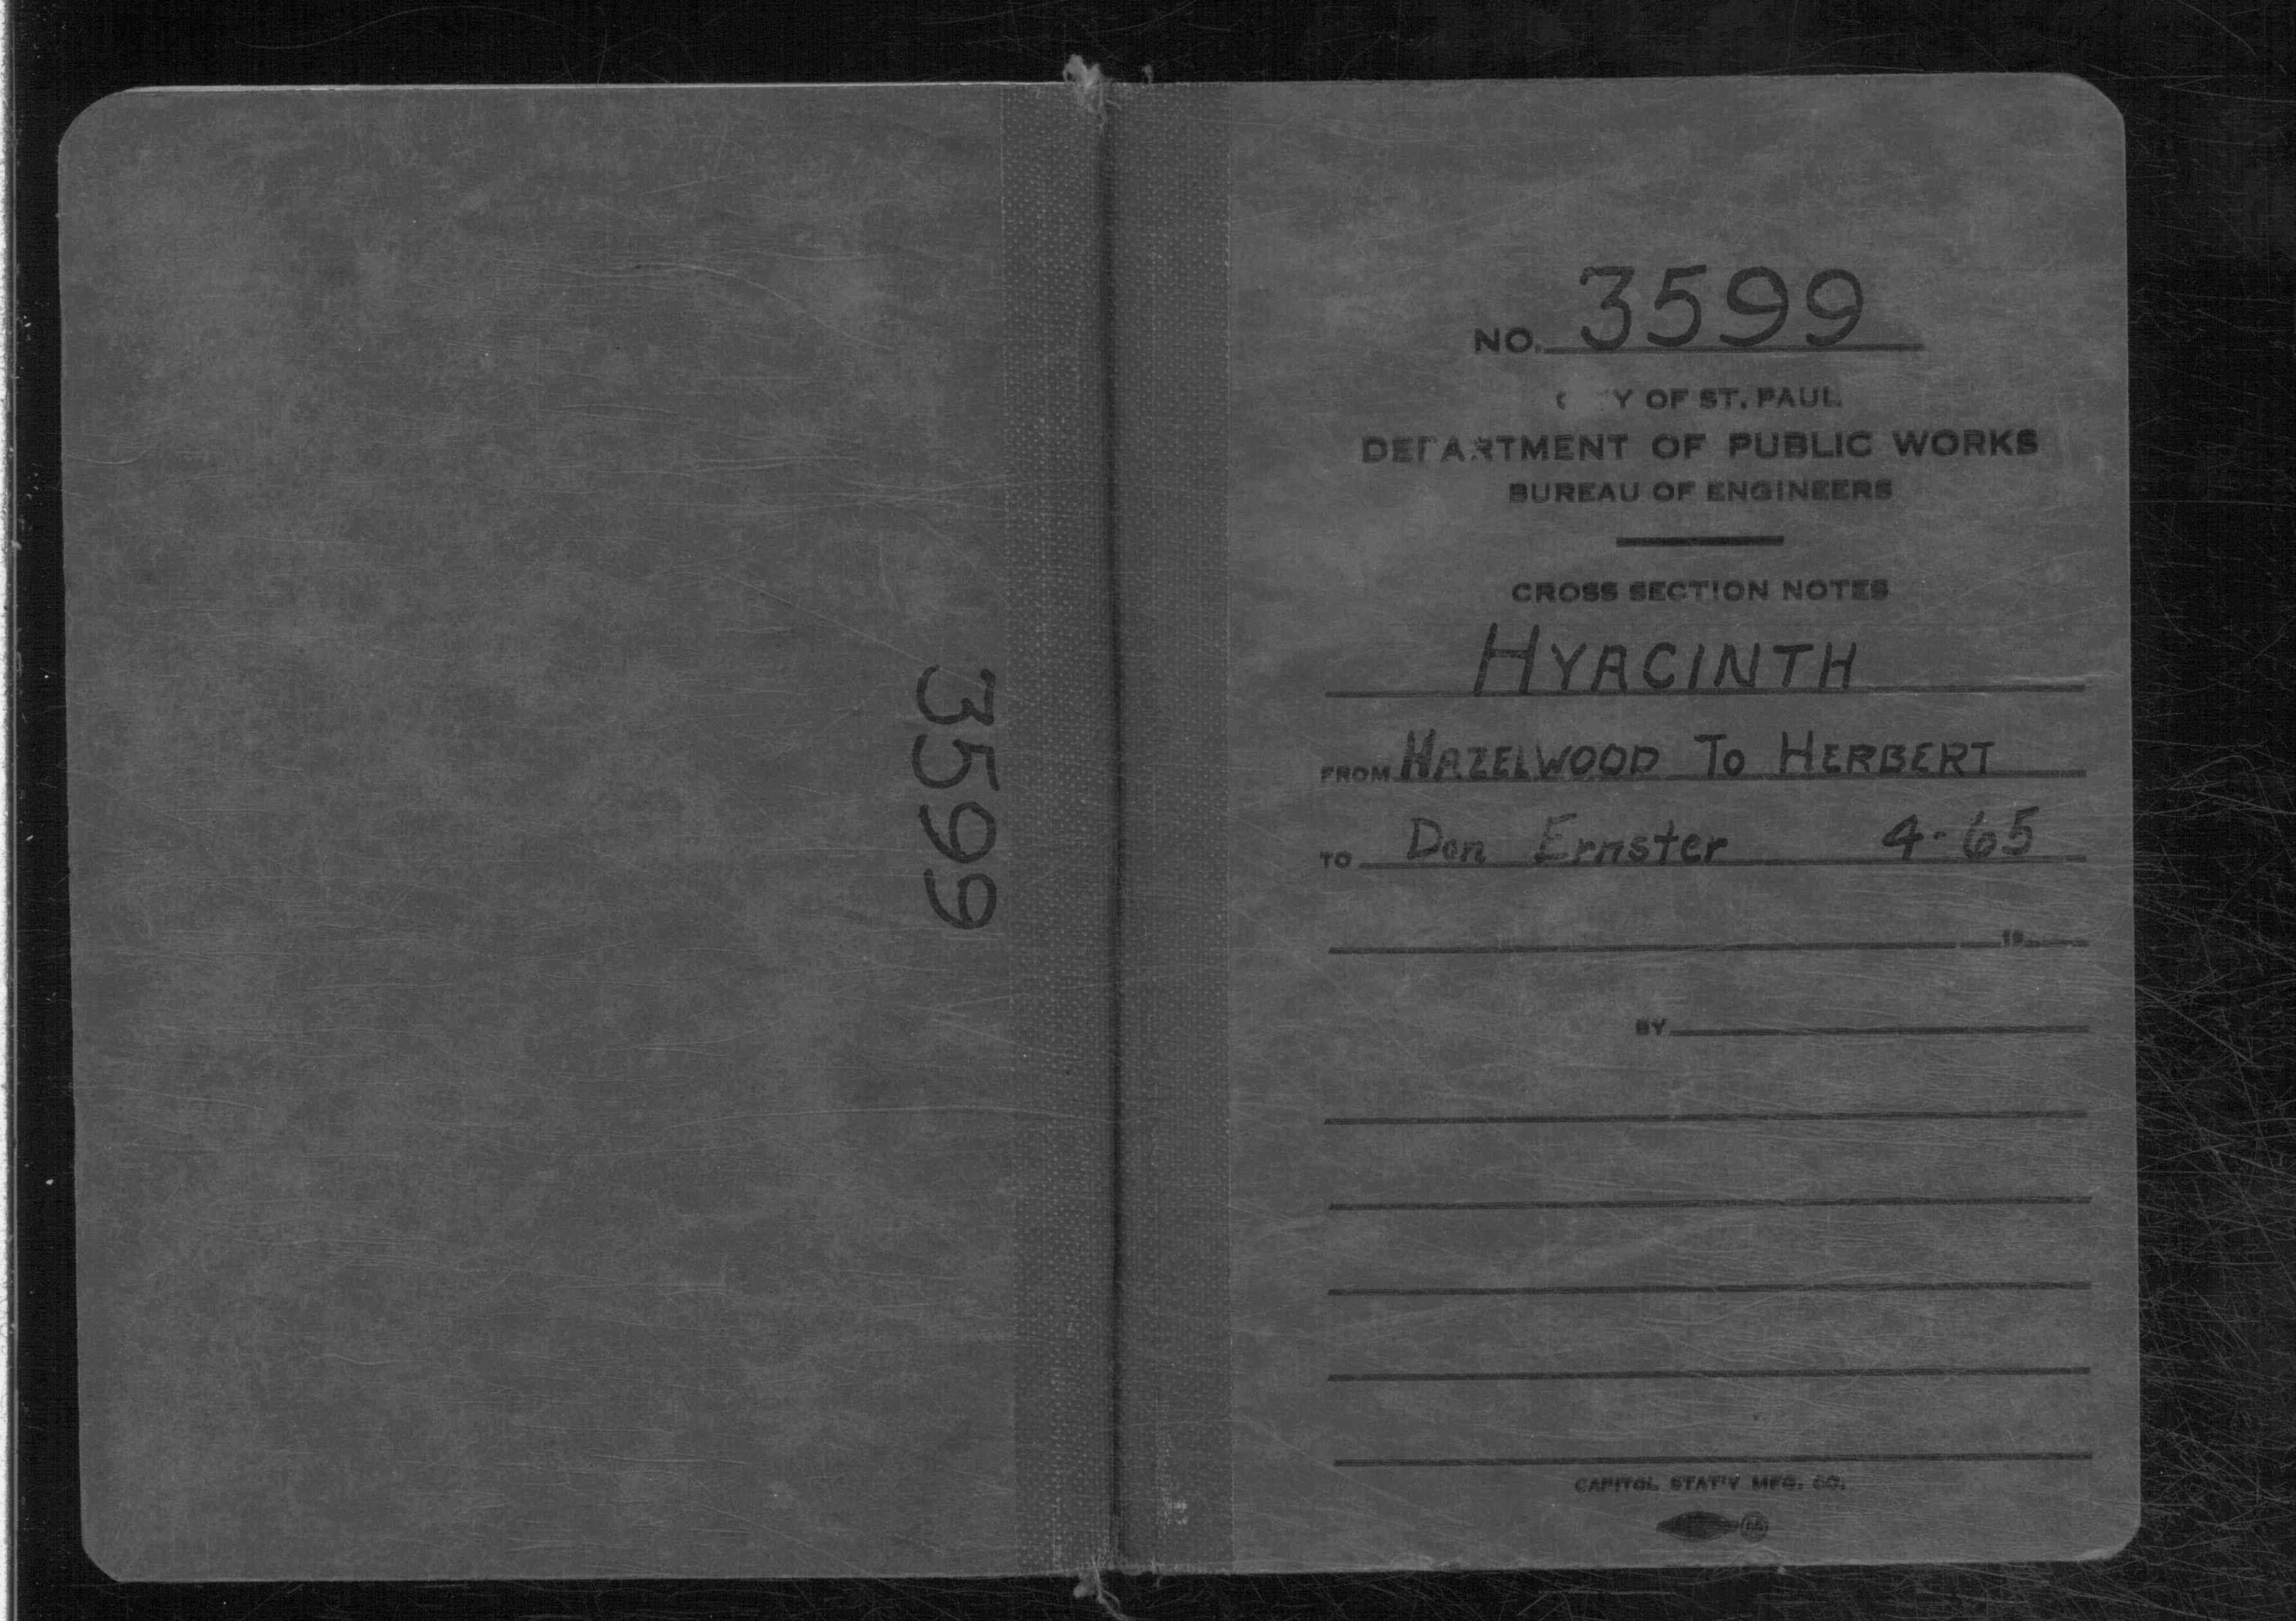 3599
NO. 3599
Y OF ST. PAUL
DEPARTMENT OF PUBLIC WORKS
BUREAU OF ENGINEERS
CROSS SECTION NOTES
HYACINTH
FROM HAZELWOOD TO HERBERT
TO Don Ernster 4-65
19
BY
CAPITOL STAT'Y MFG. CO.